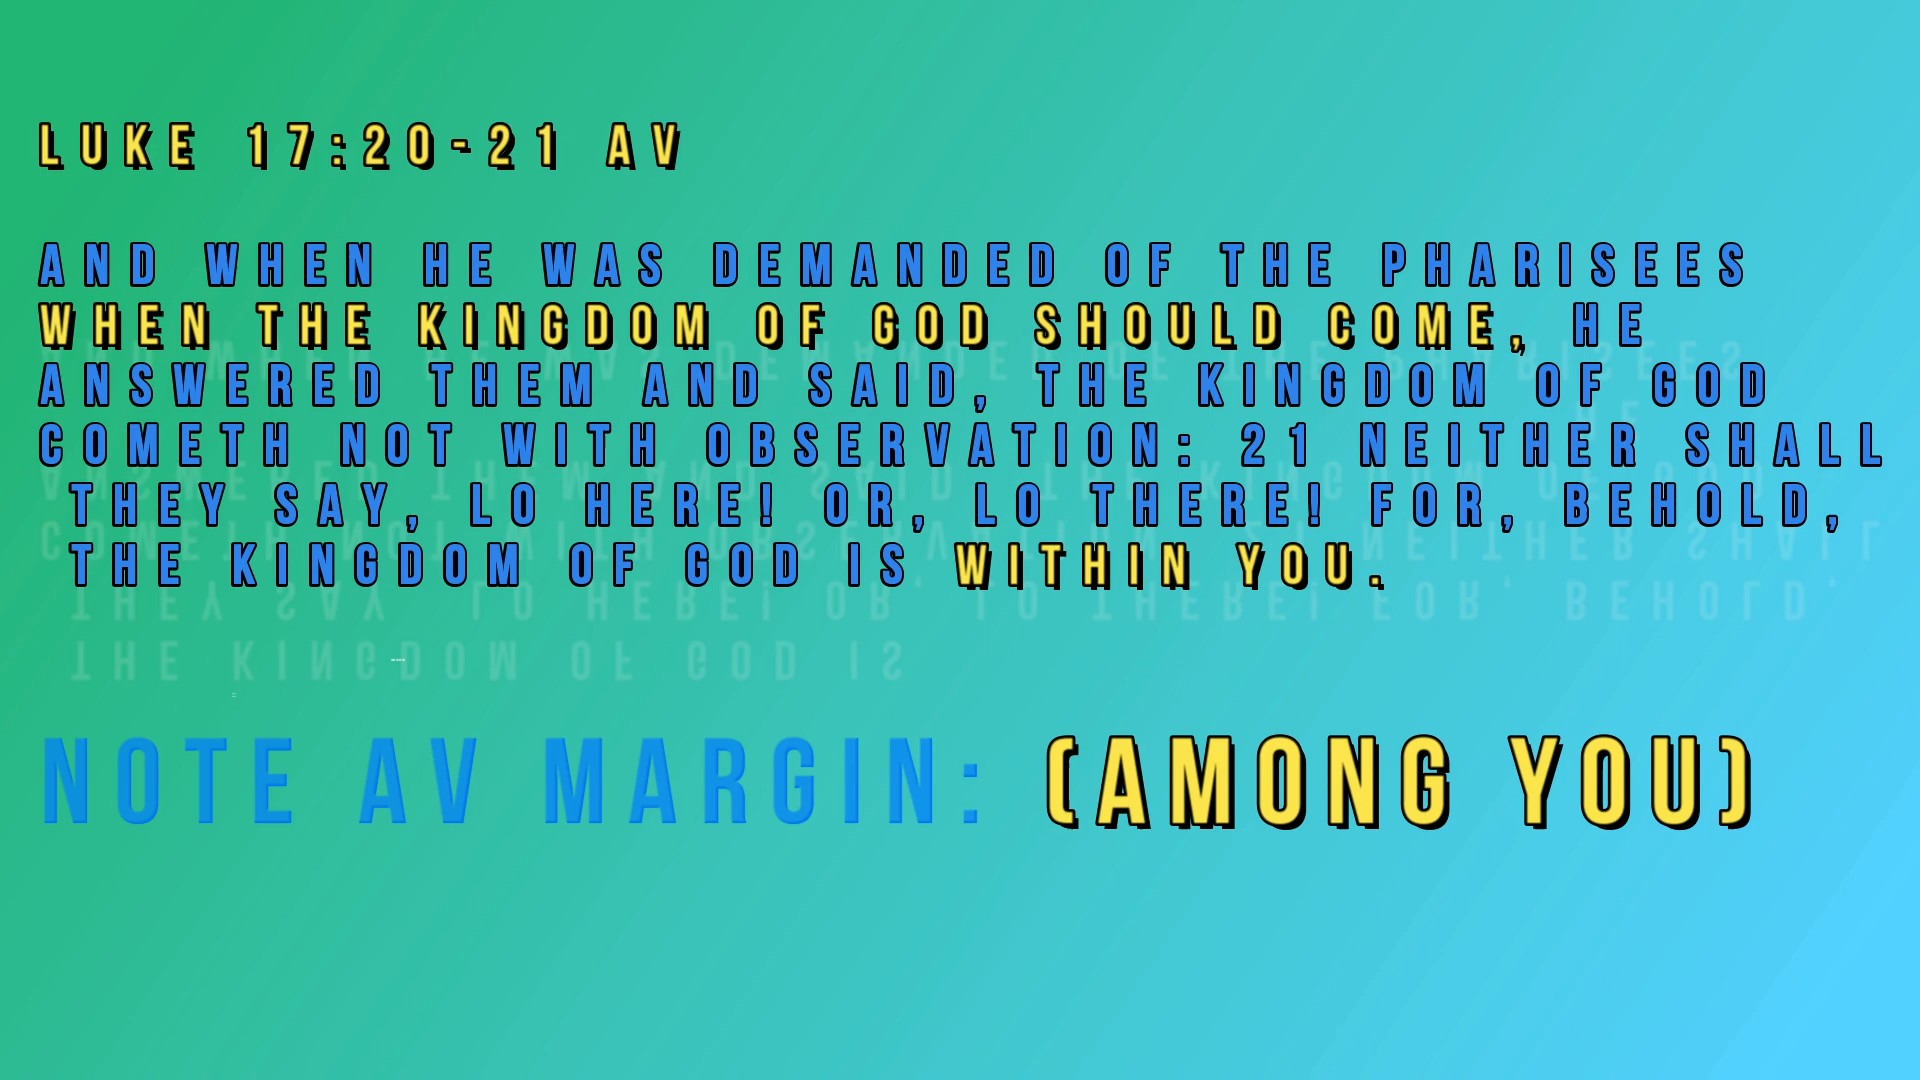 LUKE 17:20-21 AV
AND WHEN HE WAS DEMANDED OF THE PHARISEES
WHEN THE KINGDOM OF GOD SHOULD COME, HE
ANSWERED THEM AND SAID, THE KINGDOM OF GOD
COMETH NOT WITH OBSERVATION: 21 NEITHER SHALL
THEY SAY, LO HERE! OR, LO THERE! FOR, BEHOLD,
THE KINGDOM OF GOD IS WITHIN YOU.
NOTE AV MARGIN: (AMONG YOU)